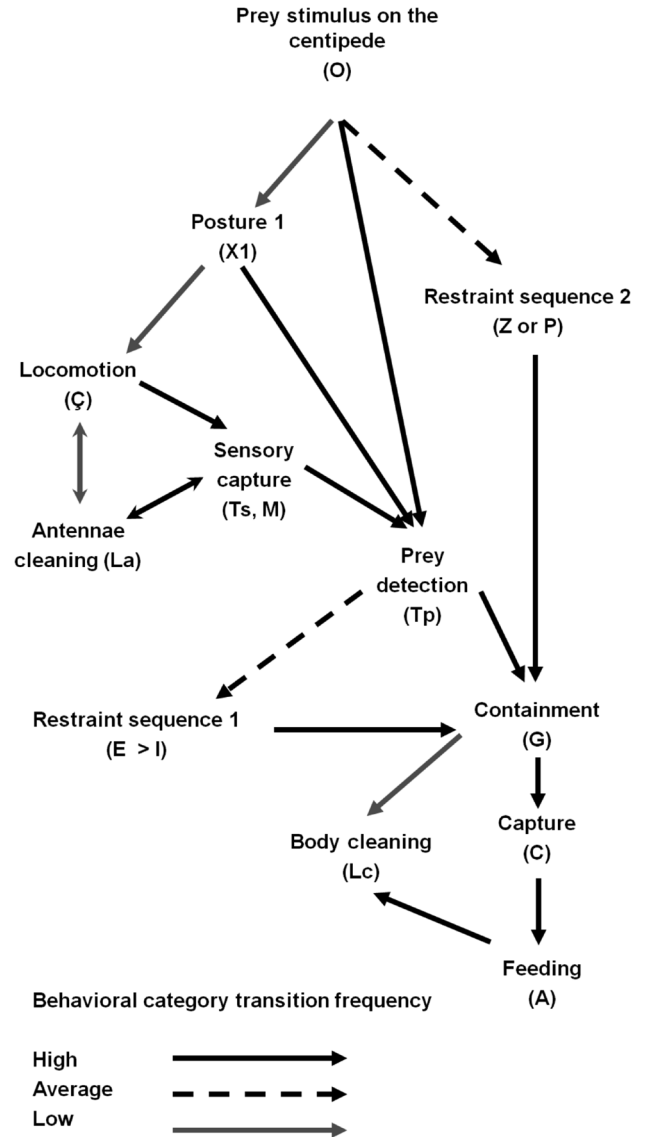 Prey stimulus on the
centipede
(O)
Posture 1
(X1)
Restraint sequence 2
(Z or P)
Locomotion
(Ç)
Sensory
capture
(Ts, M)
Antennae
cleaning (La)
Prey
detection
(Tp)
Restraint sequence 1
(E > I)
Containment
(G)
Capture
(C)
Body cleaning
(Lc)
Feeding
(A)
Behavioral category transition frequency
High
Average
Low